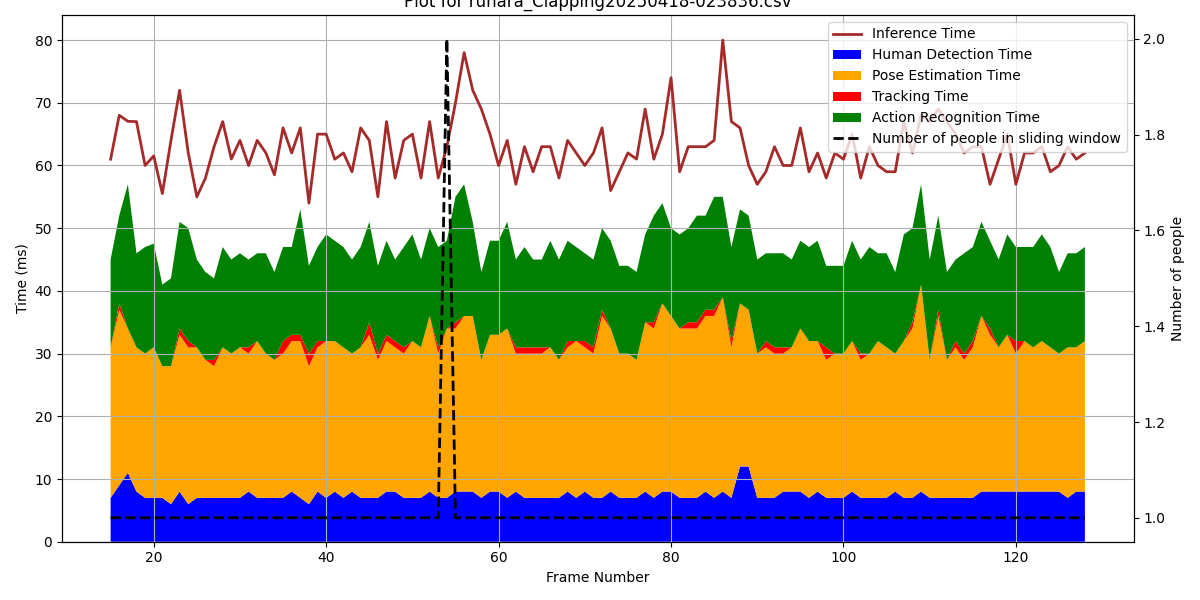 Plot for runara_Clapping20250418-023836.csv
Inference Time
Human Detection Time
Pose Estimation Time
Tracking Time
Action Recognition Time
Number of people in sliding window
80
70
60
50
40
30
20
10
0
Time (ms)
20
40
60
80
100
120
Frame Number
2.0
1.8
1.6
1.4
1.2
1.0
Number of people